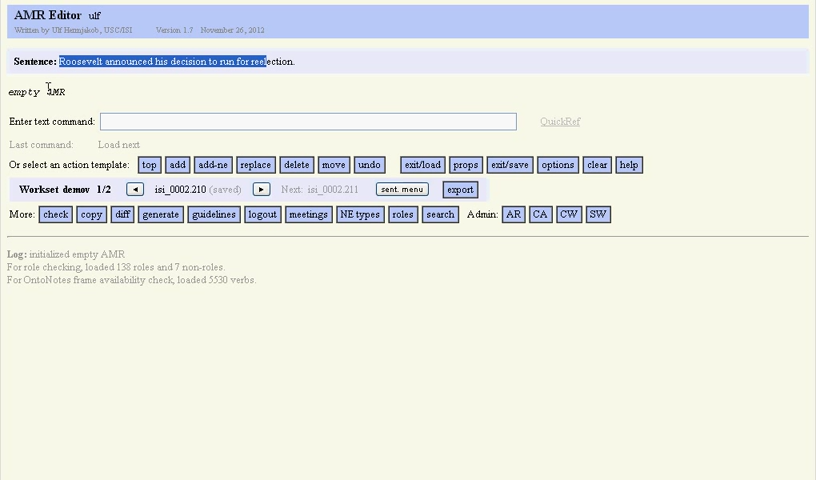 AMR Editor ulf
Written by Ulf Hermjakob, USC/ISI Version 1.7 November 26, 2012
Sentence: Roosevelt announced his decision to run for reelection.
empty AMR
Enter text command: QuickRef
Last command: Load next
Or select an action template: top add add-ne replace delete move undo exit/load props exit/save options clear help
Workset demov 1/2 ◄ isi_0002.210 (saved) ► Next: isi_0002.211 sent. menu export
More: check copy diff generate guidelines logout meetings NE types roles search Admin: AR CA CW SW
Log: initialized empty AMR
For role checking, loaded 138 roles and 7 non-roles.
For OntoNotes frame availability check, loaded 5530 verbs.